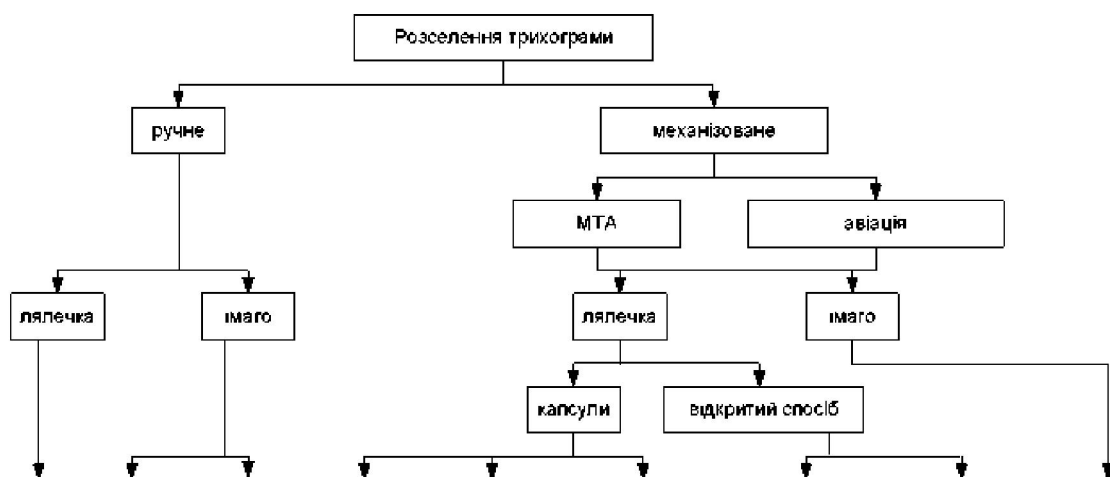 Розселення трихограми
ручне
механізоване
МТА
авіація
лялечка
імаго
лялечка
імаго
капсули
відкритий спосіб